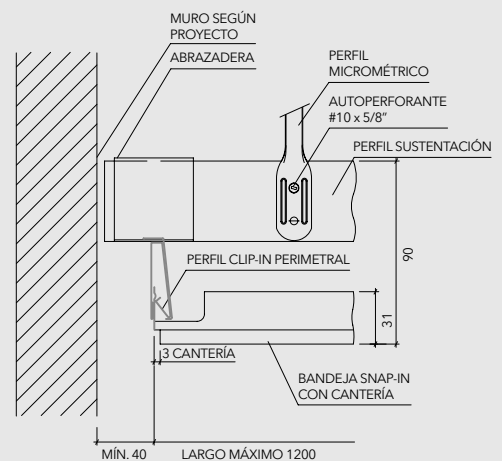 MURO SEGÚN
PROYECTO
ABRAZADERA
PERFIL
MICROMÉTRICO
AUTOPERFORANTE
#10 x 5/8"
PERFIL SUSTENTACIÓN
90
PERFIL CLIP-IN PERIMETRAL
31
3 CANTERÍA
BANDEJA SNAP-IN
CON CANTERÍA
MÍN. 40
LARGO MÁXIMO 1200